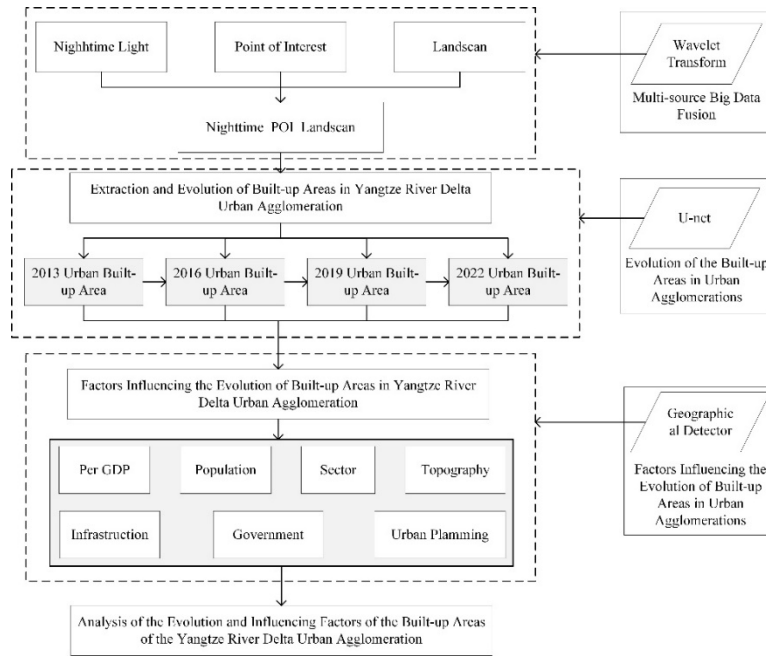 Nighhtime Light
Point of Interest
Landscan
Wavelet
Transform
Multi-source Big Data
Fusion
Nighttime POI Landscan
Extraction and Evolution of Built-up Areas in Yangtze River Delta
Urban Agglomeration
U-net
Evolution of the Built-up
Areas in Urban
Agglomerations
2013 Urban Built-
up Area
2016 Urban Built-
up Area
2019 Urban Built-
up Area
2022 Urban Built-
up Area
Factors Influencing the Evolution of Built-up Areas in Yangtze River
Delta Urban Agglomeration
Geographic
al Detector
Factors Influencing the
Evolution of Built-up
Areas in Urban
Agglomerations
Per GDP
Population
Sector
Topography
Infrastruction
Government
Urban Plamming
Analysis of the Evolution and Influencing Factors of the Built-up Areas
of the Yangtze River Delta Urban Agglomeration